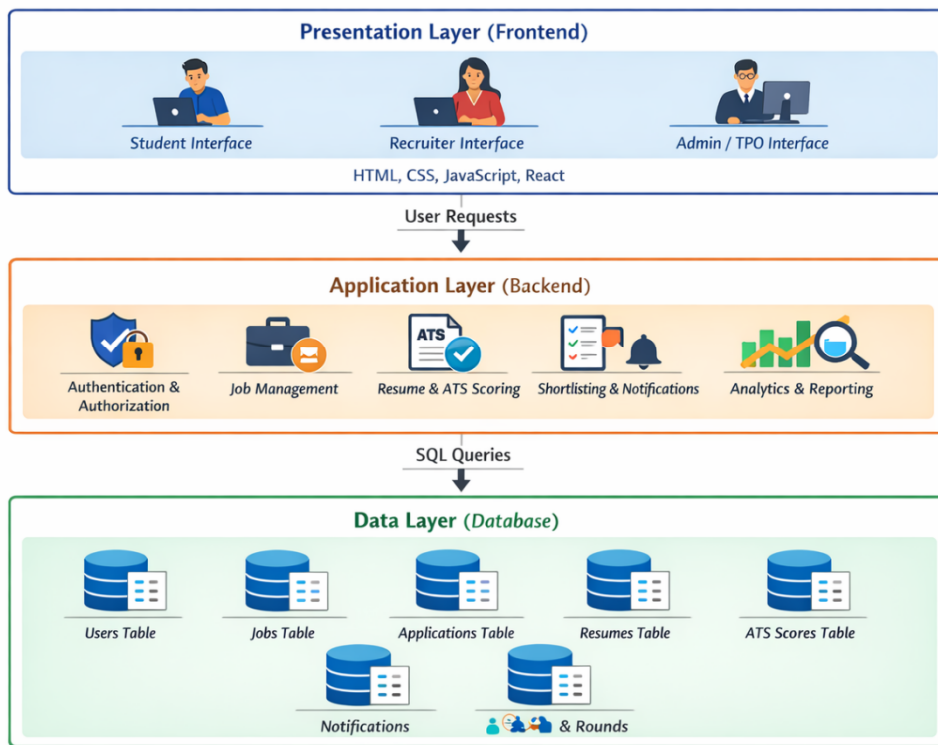 Presentation Layer (Frontend)
Student Interface
Recruiter Interface
Admin / TPO Interface
HTML, CSS, JavaScript, React
User Requests
Application Layer (Backend)
Authentication &
Authorization
Job Management
ATS
Resume & ATS Scoring
Shortlisting & Notifications
Analytics & Reporting
SQL Queries
Data Layer (Database)
Users Table
Jobs Table
Applications Table
Resumes Table
ATS Scores Table
Notifications
& Rounds